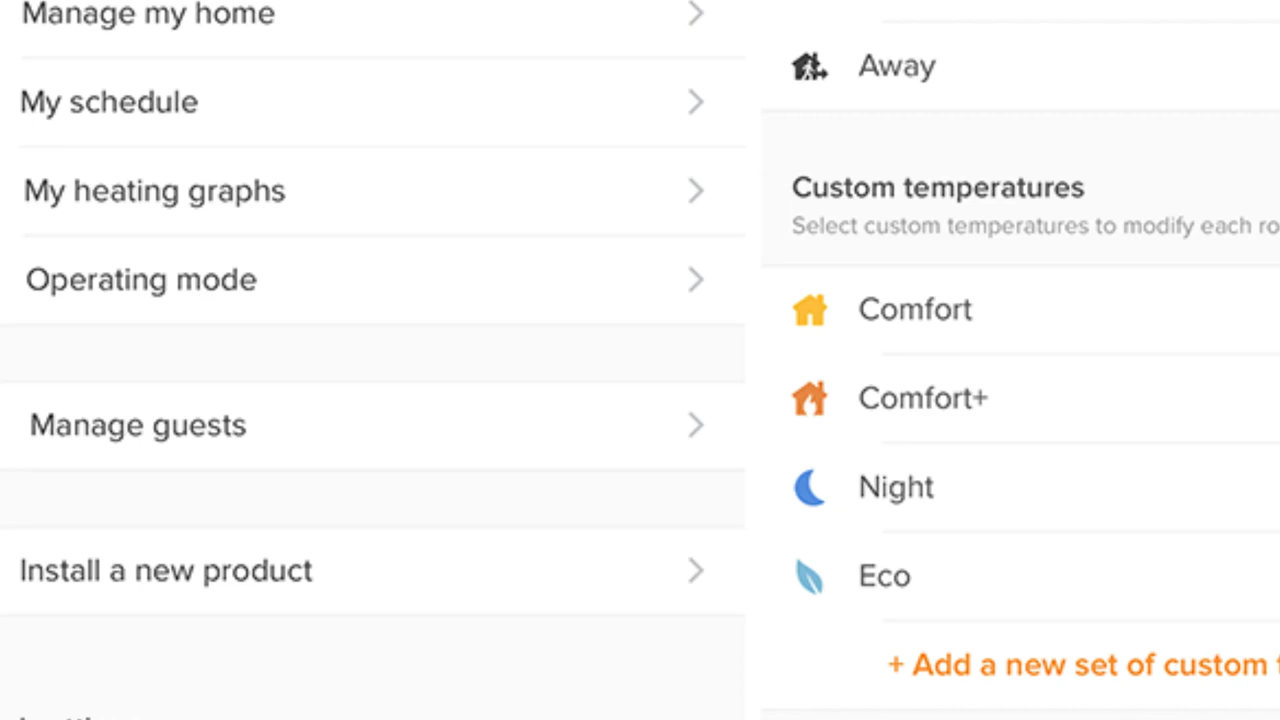 Manage my home
My schedule
My heating graphs
Operating mode
Manage guests
Install a new product
Away
Custom temperatures
Select custom temperatures to modify each
Comfort
Comfort+
Night
Eco
+ Add a new set of custom